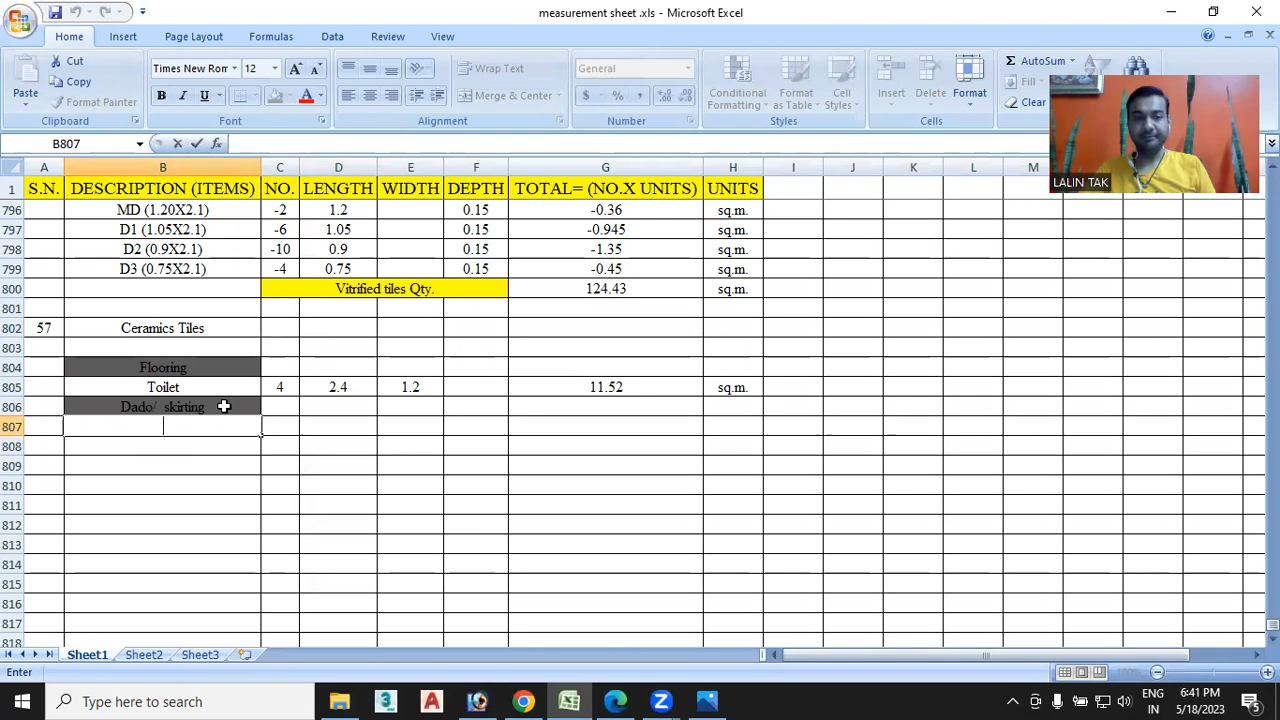 measurement sheet .xls - Microsoft Excel
Home Insert Page Layout Formulas Data Review View
Paste Cut Copy Format Painter Clipboard
Times New Ron 12 B I U A Font
Wrap Text Merge & Center Alignment
General $ % , Number
Conditional Formatting Format as Table Cell Styles Styles
Insert Delete Format Cells
Σ AutoSum Fill Clear
LALIN TAK
B807 fx
A B C D E F G H I J K L M
1 S.N. DESCRIPTION (ITEMS) NO. LENGTH WIDTH DEPTH TOTAL= (NO.X UNITS) UNITS
796 MD (1.20X2.1) -2 1.2 0.15 -0.36 sq.m.
797 D1 (1.05X2.1) -6 1.05 0.15 -0.945 sq.m.
798 D2 (0.9X2.1) -10 0.9 0.15 -1.35 sq.m.
799 D3 (0.75X2.1) -4 0.75 0.15 -0.45 sq.m.
800 Vitrified tiles Qty. 124.43 sq.m.
801
802 57 Ceramics Tiles
803
804 Flooring
805 Toilet 4 2.4 1.2 11.52 sq.m.
806 Dado/ skirting
807
808
809
810
811
812
813
814
815
816
817
818
Sheet1 Sheet2 Sheet3
Enter 100%
Type here to search
ENG 6:41 PM
IN 5/18/2023 5